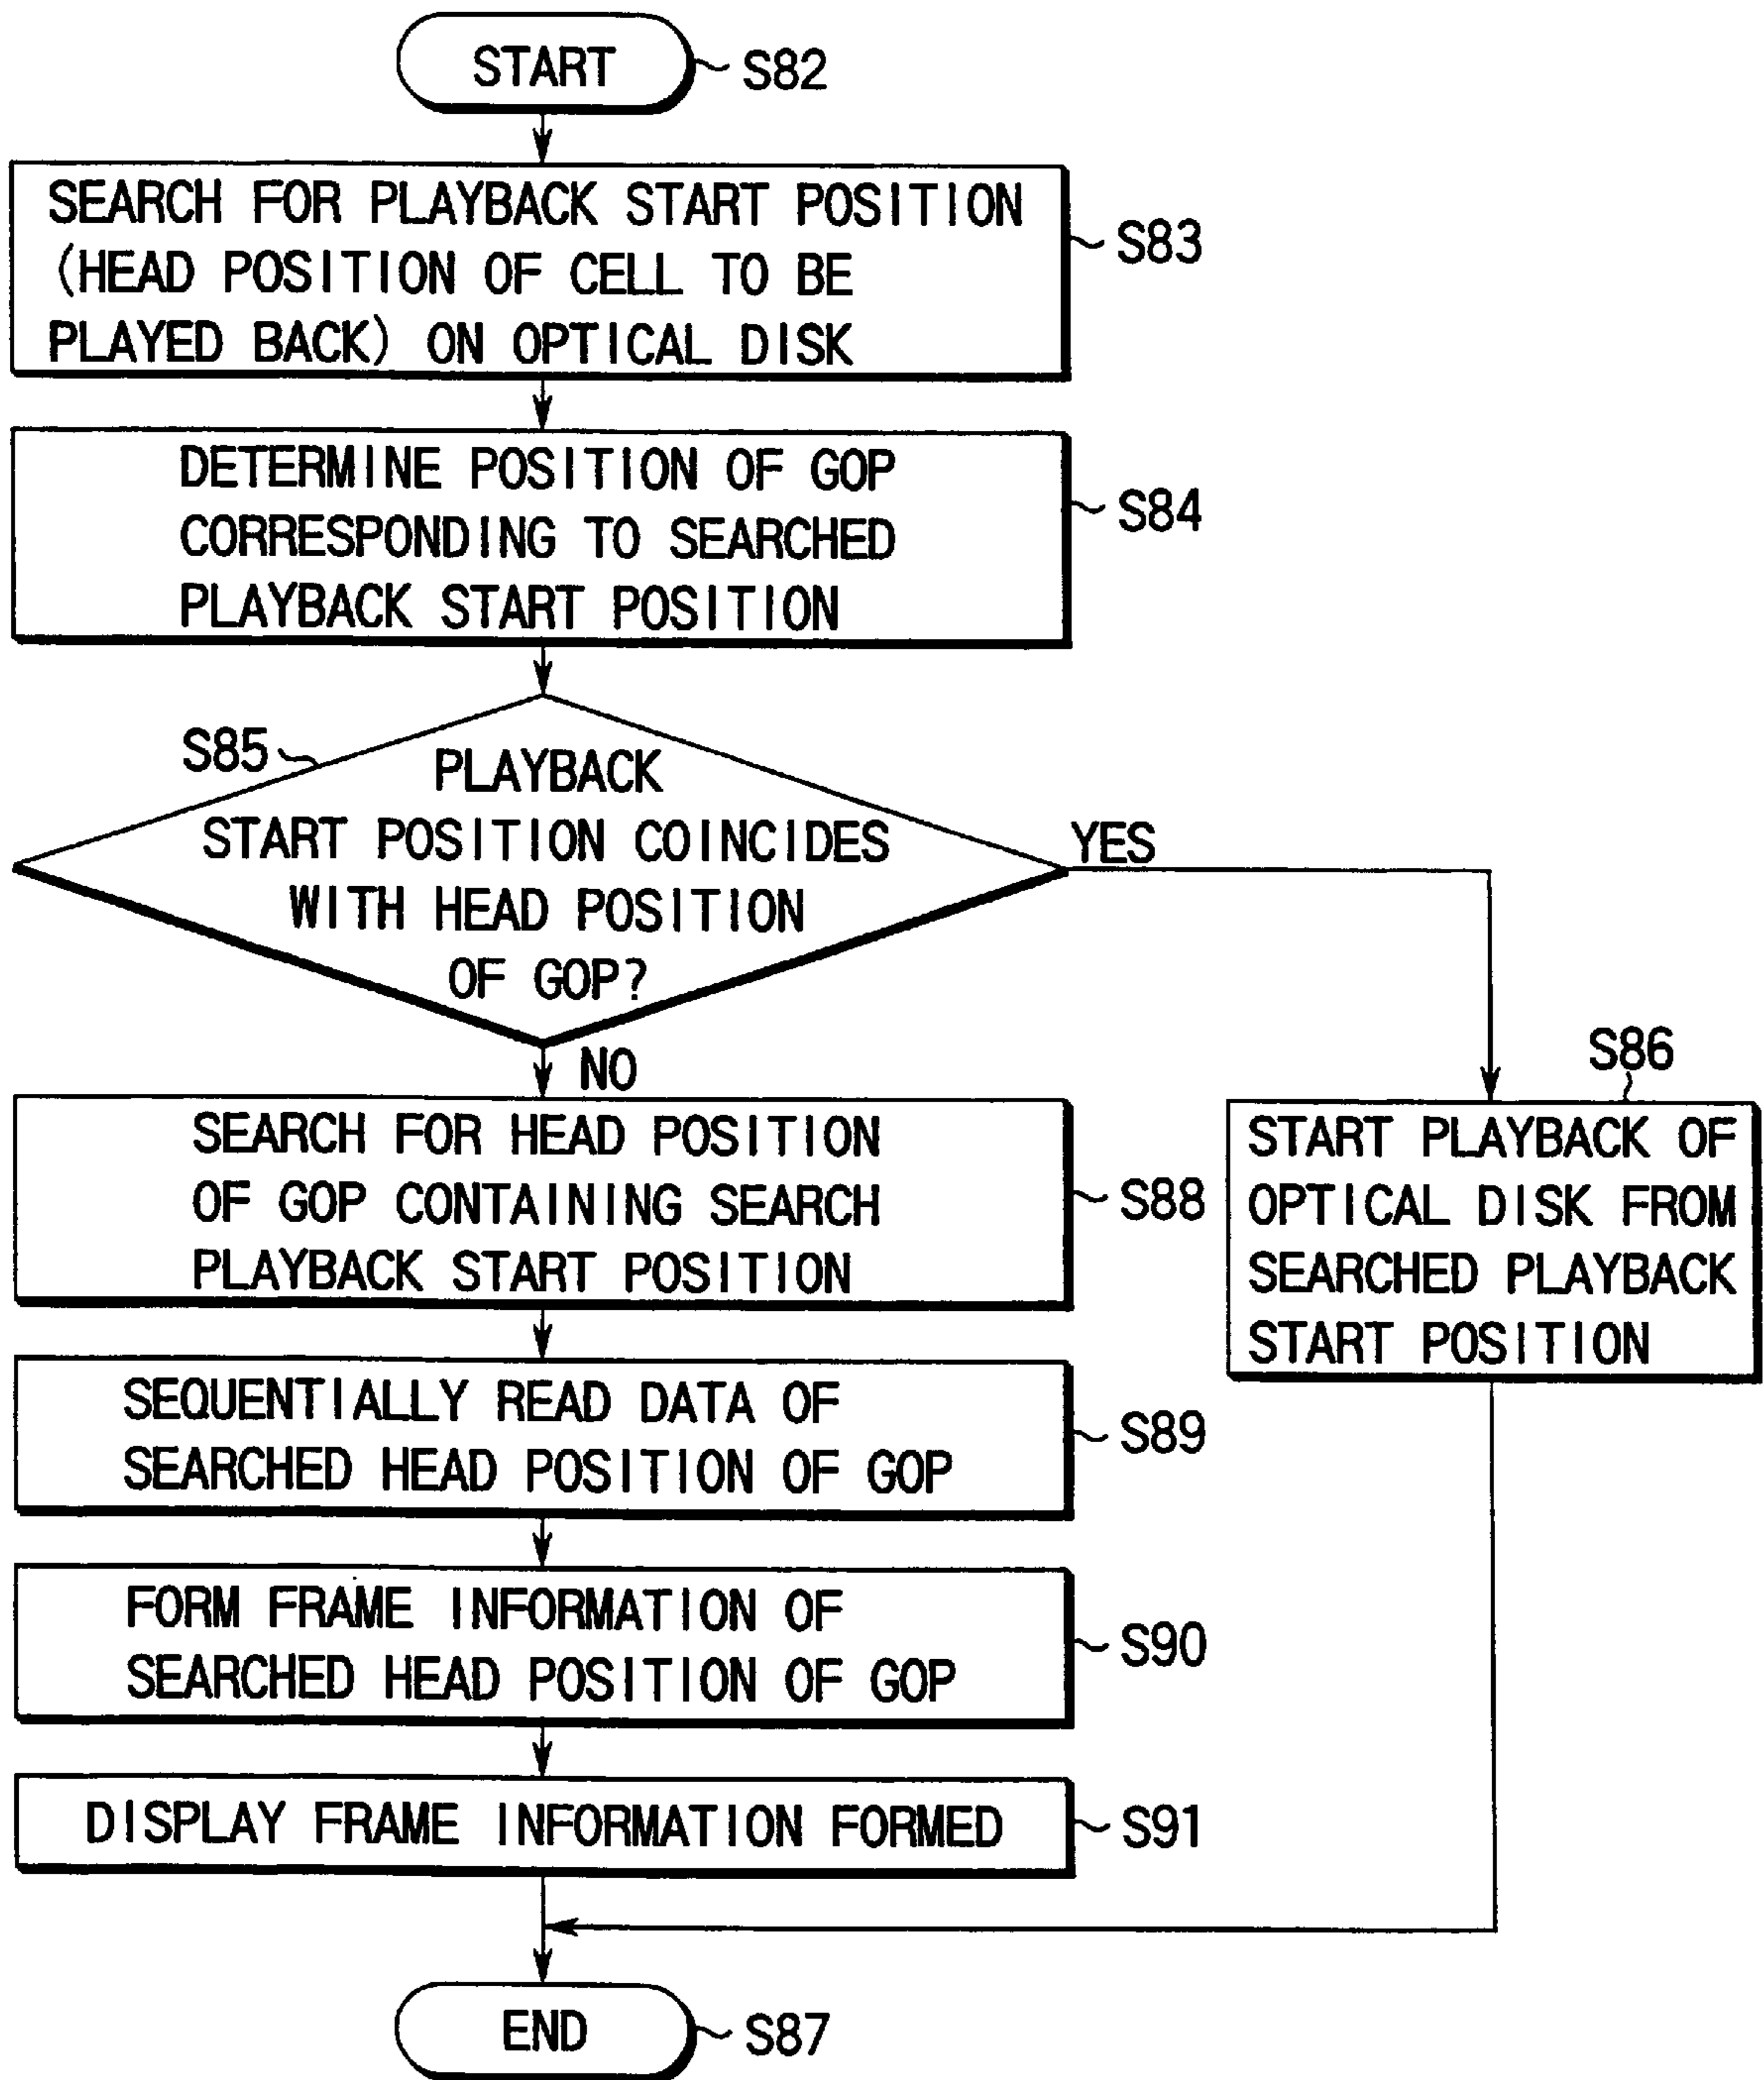 START
S82
SEARCH FOR PLAYBACK START POSITION
(HEAD POSITION OF CELL TO BE
PLAYED BACK) ON OPTICAL DISK
S83
DETERMINE POSITION OF GOP
CORRESPONDING TO SEARCHED
PLAYBACK START POSITION
S84
S85
PLAYBACK
START POSITION COINCIDES
WITH HEAD POSITION
OF GOP?
YES
NO
S86
START PLAYBACK OF
OPTICAL DISK FROM
SEARCHED PLAYBACK
START POSITION
SEARCH FOR HEAD POSITION
OF GOP CONTAINING SEARCH
PLAYBACK START POSITION
S88
SEQUENTIALLY READ DATA OF
SEARCHED HEAD POSITION OF GOP
S89
FORM FRAME INFORMATION OF
SEARCHED HEAD POSITION OF GOP
S90
DISPLAY FRAME INFORMATION FORMED
S91
END
S87